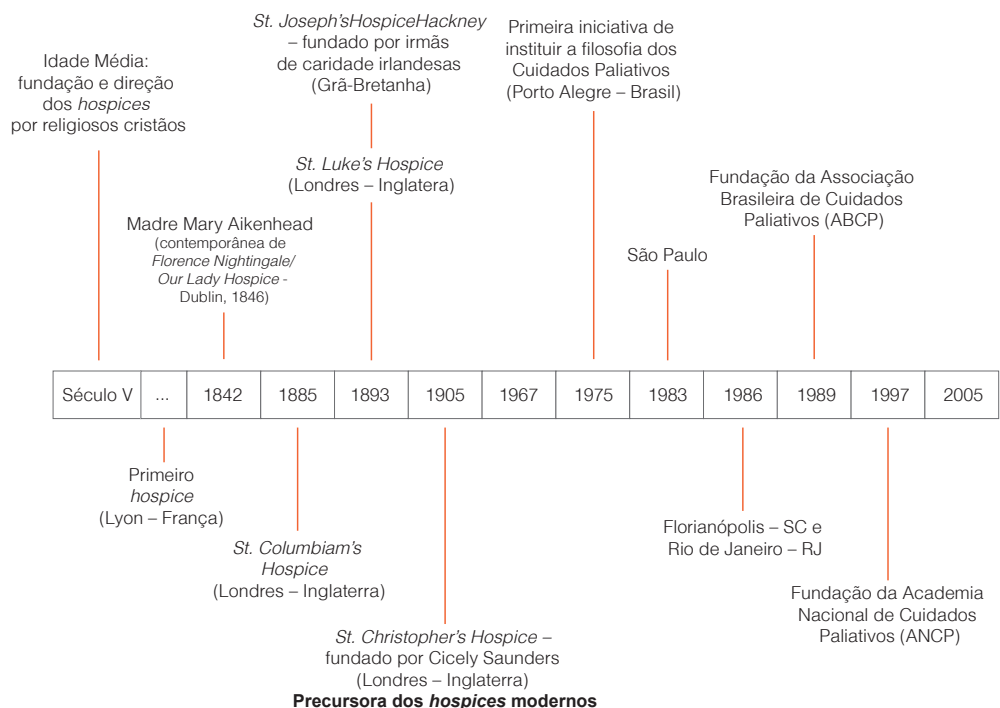 Idade Média:
fundação e direção
dos hospices
por religiosos cristãos
Madre Mary Aikenhead
(contemporânea de
Florence Nightingale/
Our Lady Hospice -
Dublin, 1846)
St. Joseph'sHospiceHackney
– fundado por irmãs
de caridade irlandesas
(Grã-Bretanha)
St. Luke's Hospice
(Londres – Inglatera)
Primeira iniciativa de
instituir a filosofia dos
Cuidados Paliativos
(Porto Alegre – Brasil)
São Paulo
Fundação da Associação
Brasileira de Cuidados
Paliativos (ABCP)
Século V ... 1842 1885 1893 1905 1967 1975 1983 1986 1989 1997 2005
Primeiro
hospice
(Lyon – França)
St. Columbiam's
Hospice
(Londres – Inglaterra)
St. Christopher's Hospice –
fundado por Cicely Saunders
(Londres – Inglaterra)
Precursora dos hospices modernos
Florianópolis – SC e
Rio de Janeiro – RJ
Fundação da Academia
Nacional de Cuidados
Paliativos (ANCP)